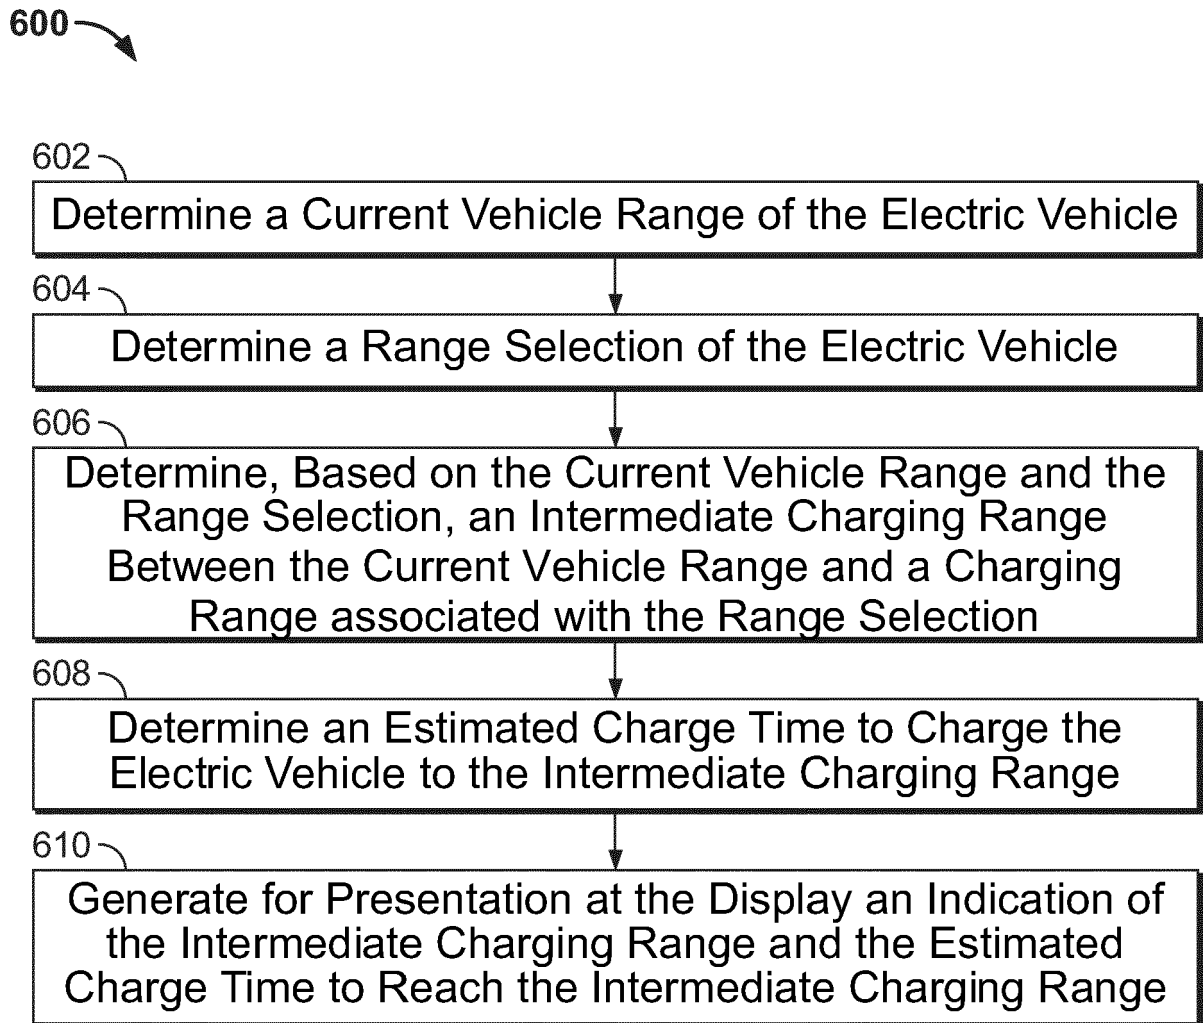 600
602
Determine a Current Vehicle Range of the Electric Vehicle
604
Determine a Range Selection of the Electric Vehicle
606
Determine, Based on the Current Vehicle Range and the
Range Selection, an Intermediate Charging Range
Between the Current Vehicle Range and a Charging
Range associated with the Range Selection
608
Determine an Estimated Charge Time to Charge the
Electric Vehicle to the Intermediate Charging Range
610
Generate for Presentation at the Display an Indication of
the Intermediate Charging Range and the Estimated
Charge Time to Reach the Intermediate Charging Range